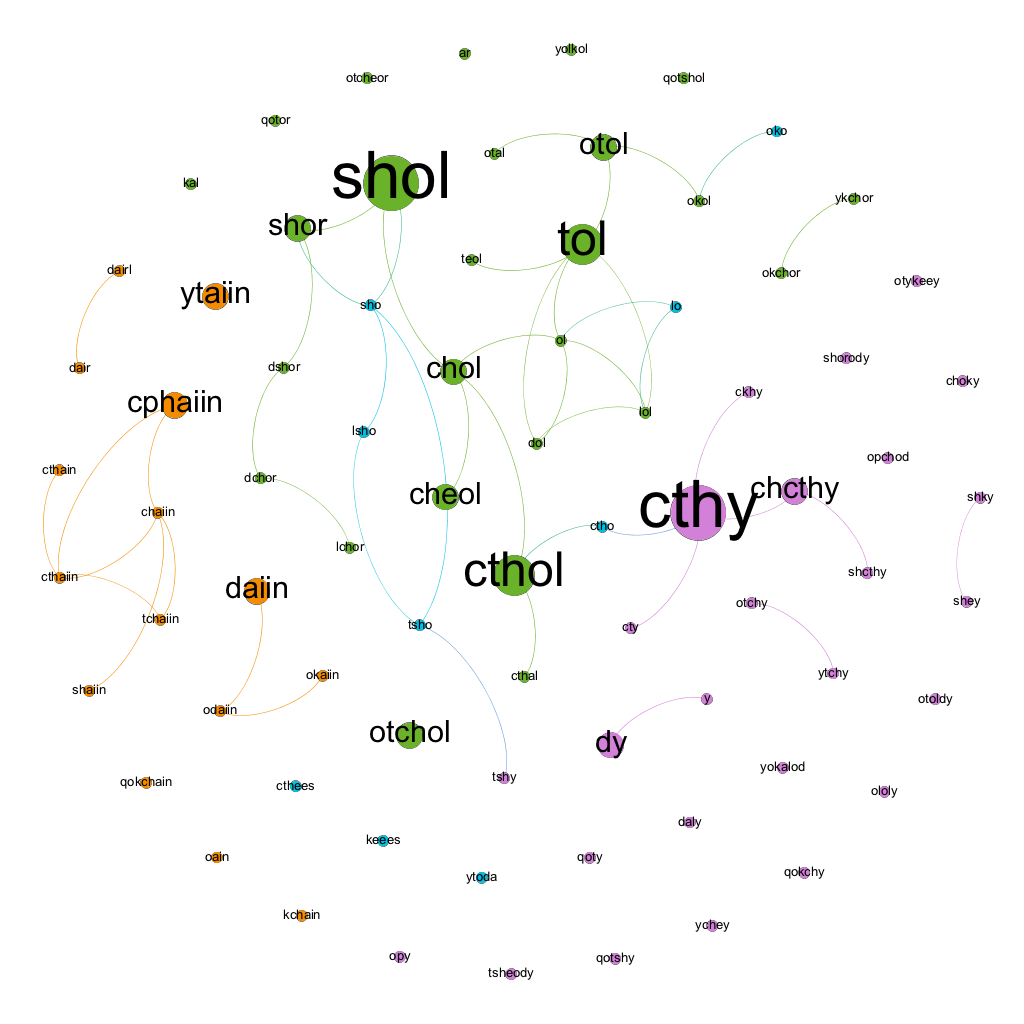 ar
yolkol
otcheor
qotshol
qotor
oko
otol
otal
shol
kal
okol
ykchor
shor
tol
teol
okchor
dairl
otykeey
ytaiin
sho
lo
ol
shorody
dair
dshor
chol
choky
ckhy
cphaiin
lol
lsho
dol
opchod
cthain
dchor
cheol
chcthy
shky
chaiin
cthy
ctho
lchor
cthol
cthaiin
shcthy
daiin
otchy
shey
tchaiin
tsho
cty
okaiin
cthal
ytchy
shaiin
odaiin
y
otoldy
otchol
dy
yokalod
tshy
qokchain
cthees
ololy
daly
keees
oain
qoty
ytoda
qokchy
kchain
ychey
opy
qotshy
tsheody